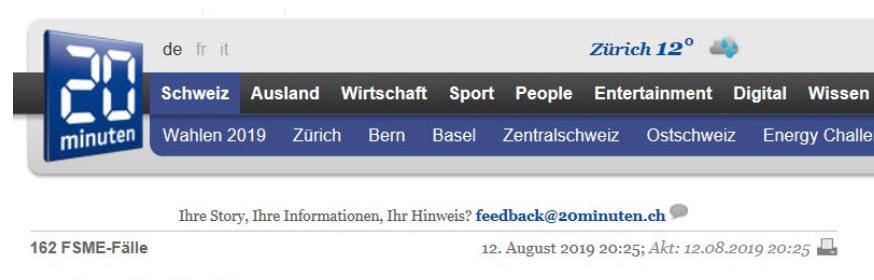 20
minuten
de fr it
Zürich 12°
Schweiz Ausland Wirtschaft Sport People Entertainment Digital Wissen
Wahlen 2019 Zürich Bern Basel Zentralschweiz Ostschweiz Energy Challe
Ihre Story, Ihre Informationen, Ihr Hinweis? feedback@20minuten.ch
162 FSME-Fälle 12. August 2019 20:25; Akt: 12.08.2019 20:25